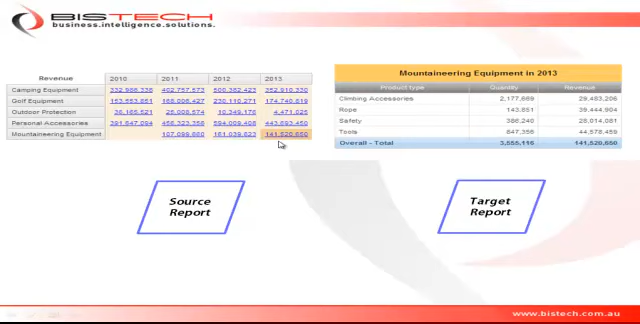 BISTECH
business.intelligence.solutions.
Revenue 2010 2011 2012 2013
Camping Equipment 332,986,338 402,757,573 500,382,423 352,910,330
Golf Equipment 153,553,851 168,006,427 230,110,271 174,740,619
Outdoor Protection 36,165,521 25,008,574 10,349,176 4,471,025
Personal Accessories 391,647,094 456,323,356 594,009,408 443,693,450
Mountaineering Equipment 107,099,660 161,039,823 141,520,650
Mountaineering Equipment in 2013
Product type Quantity Revenue
Climbing Accessories 2,177,669 29,483,206
Rope 143,851 39,444,904
Safety 386,240 28,014,081
Tools 847,356 44,578,459
Overall - Total 3,555,116 141,520,650
Source
Report
Target
Report
www.bistech.com.au